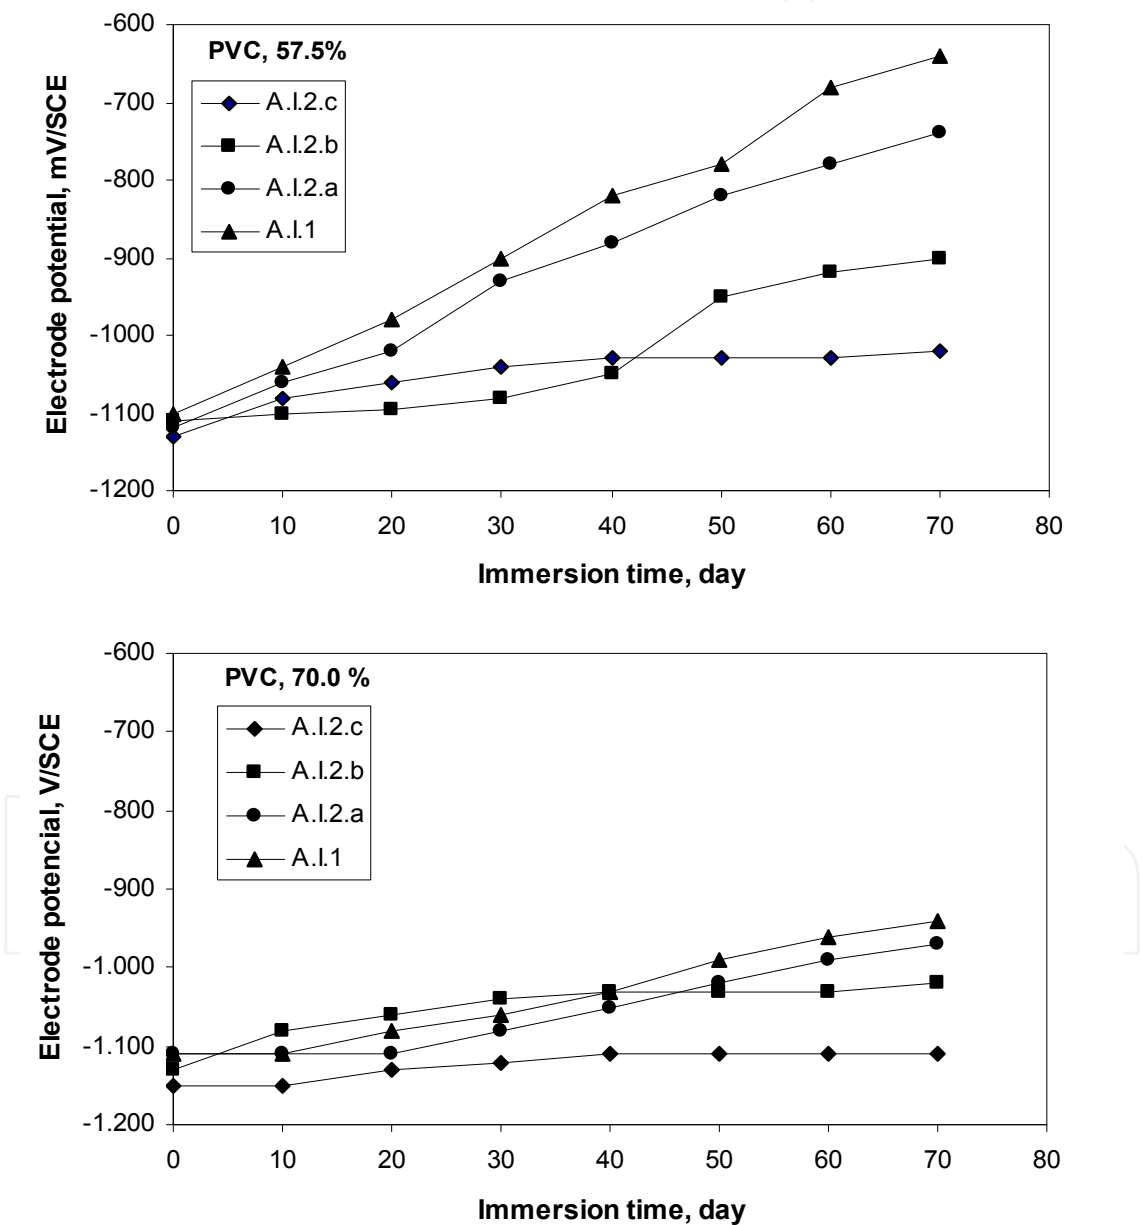 -600
PVC, 57.5%
A.I.2.c
-700
A.I.2.b
-800
A.I.2.a
A.I.1
-900
-1000
-1100
-1200
Electrode potential, mV/SCE
0 10 20 30 40 50 60 70 80
Immersion time, day
-600
PVC, 70.0 %
-700
A.I.2.c
A.I.2.b
-800
A.I.2.a
A.I.1
-900
-1.000
-1.100
-1.200
Electrode potencial, V/SCE
0 10 20 30 40 50 60 70 80
Immersion time, day